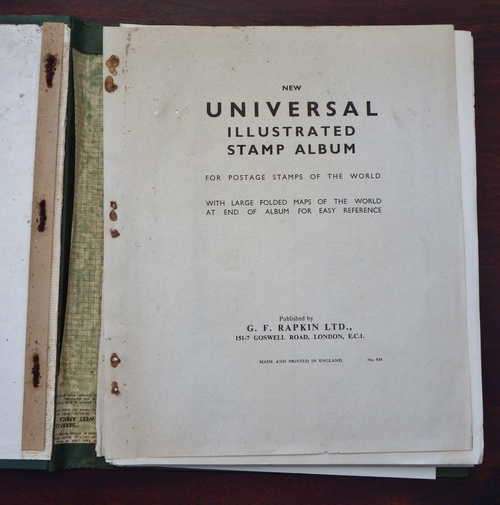 NEW
UNIVERSAL
ILLUSTRATED
STAMP ALBUM
FOR POSTAGE STAMPS OF THE WORLD
WITH LARGE FOLDED MAPS OF THE WORLD
AT END OF ALBUM FOR EASY REFERENCE
Published by
G. F. RAPKIN LTD.,
151-7 GOSWELL ROAD, LONDON, E.C.1.
MADE AND PRINTED IN ENGLAND
WEST AFRICA